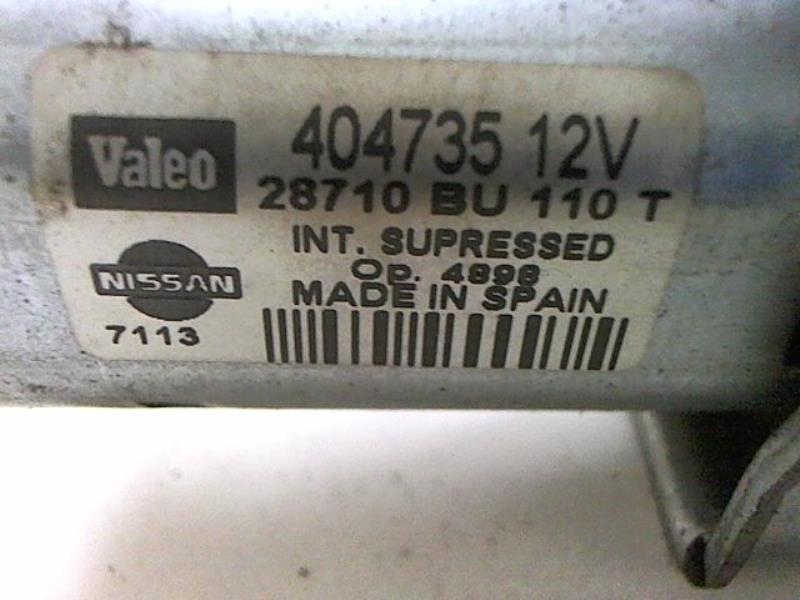 Valeo
404735 12V
28710 BU 110 T
INT. SUPRESSED
Op. 4898
MADE IN SPAIN
NISSAN
7113